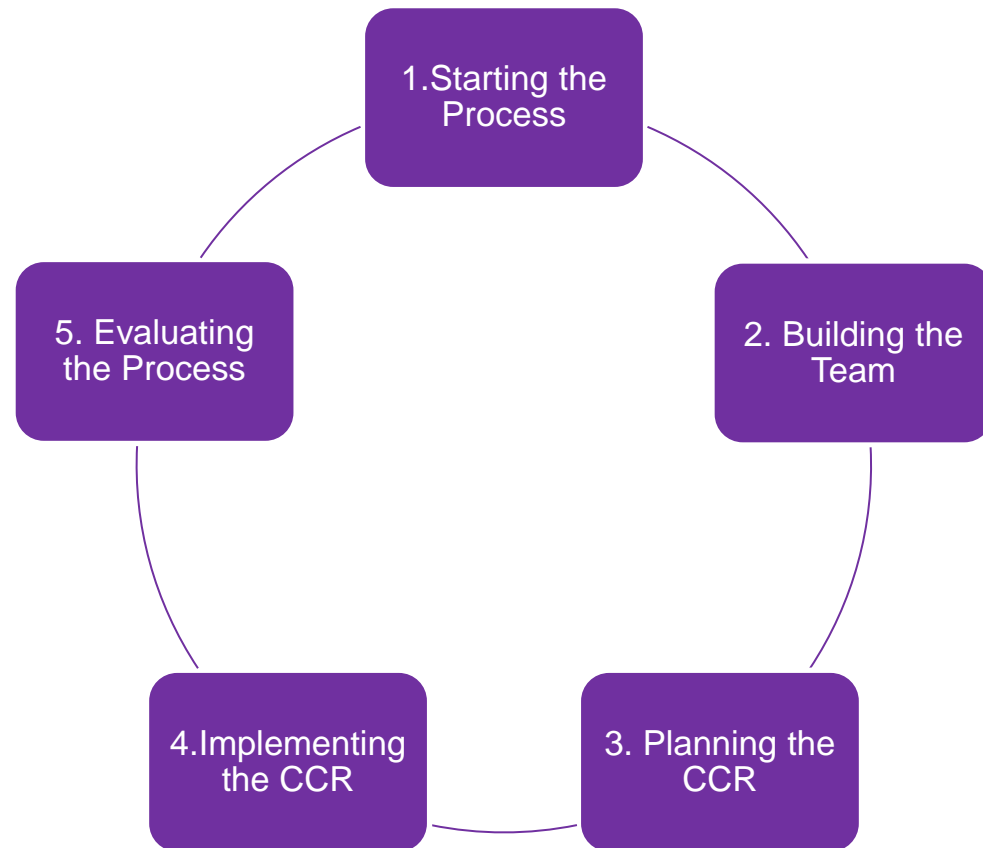 1.Starting the
Process
2. Building the
Team
3. Planning the
CCR
4.Implementing
the CCR
5. Evaluating
the Process